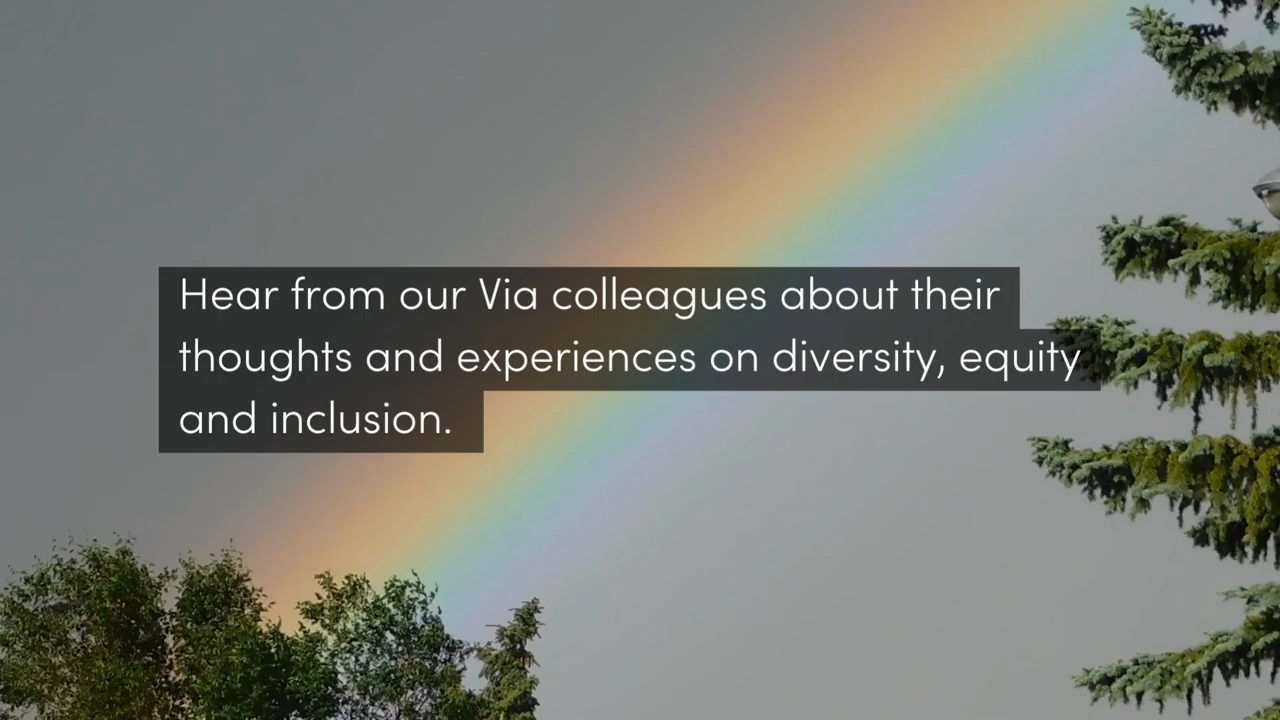 Hear from our Via colleagues about their
thoughts and experiences on diversity, equity
and inclusion.